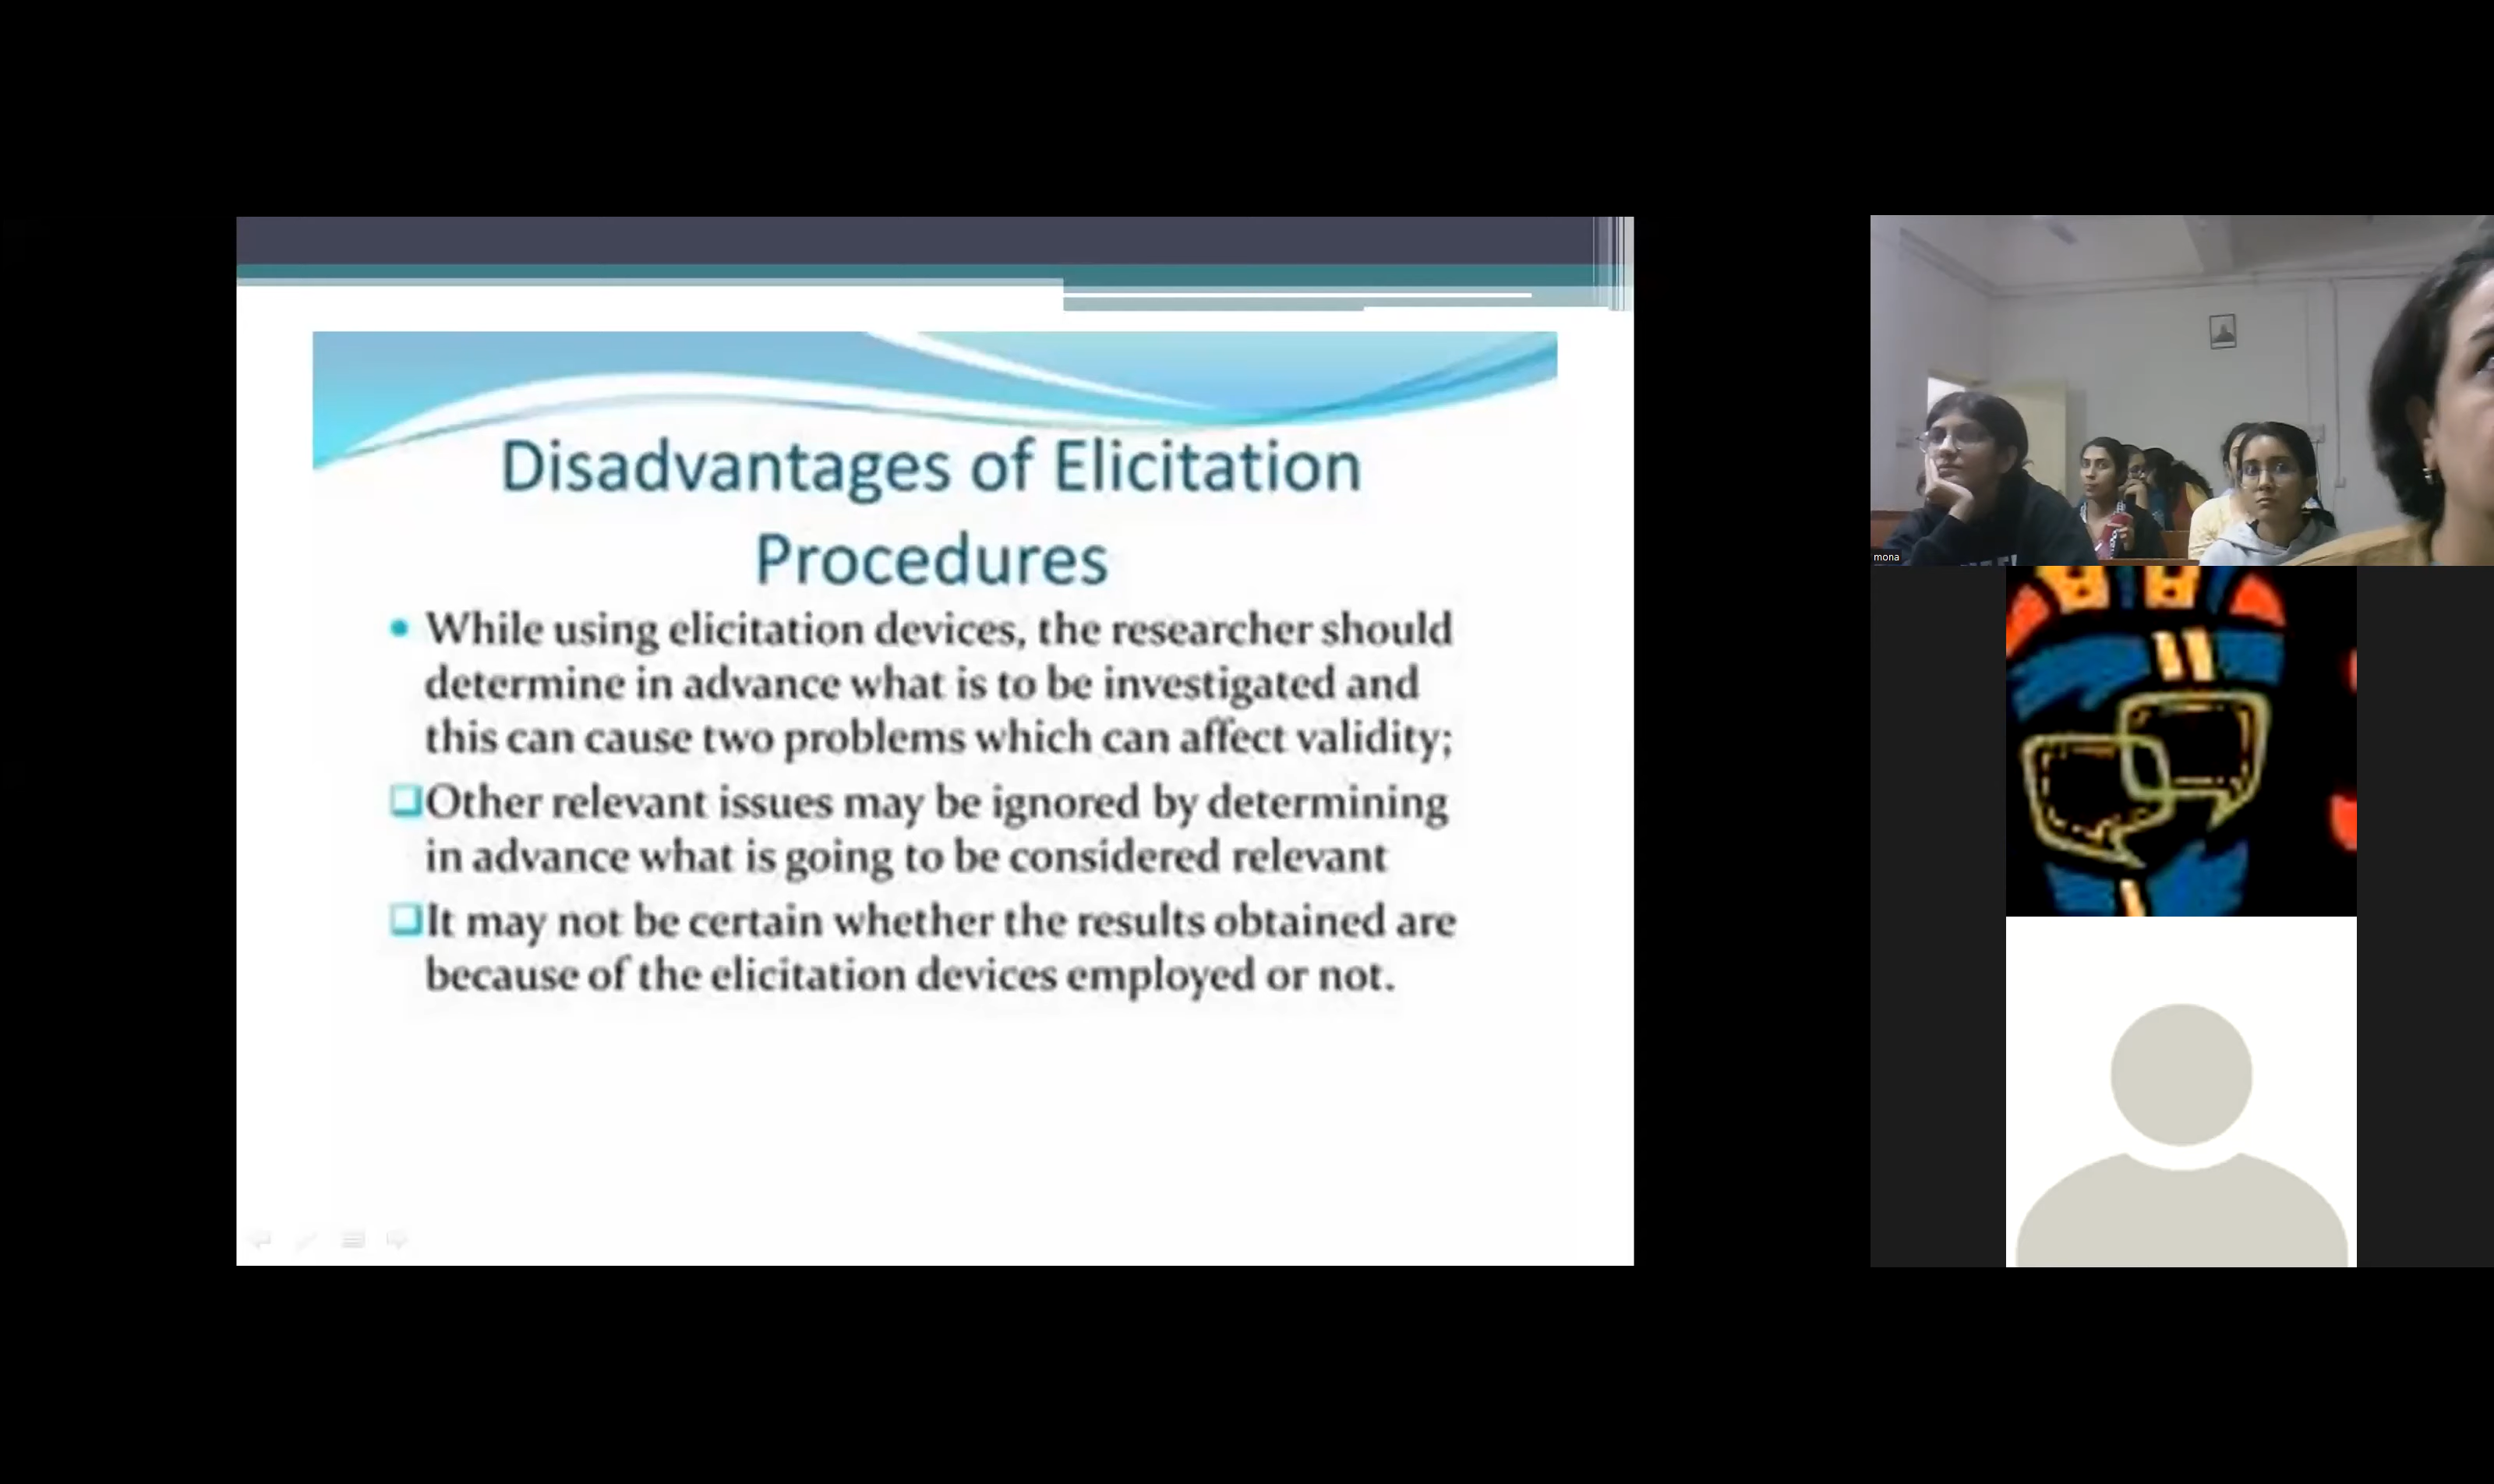 Disadvantages of Elicitation
Procedures
• While using elicitation devices, the researcher should
determine in advance what is to be investigated and
this can cause two problems which can affect validity;
❑Other relevant issues may be ignored by determining
in advance what is going to be considered relevant
❑It may not be certain whether the results obtained are
because of the elicitation devices employed or not.
mona